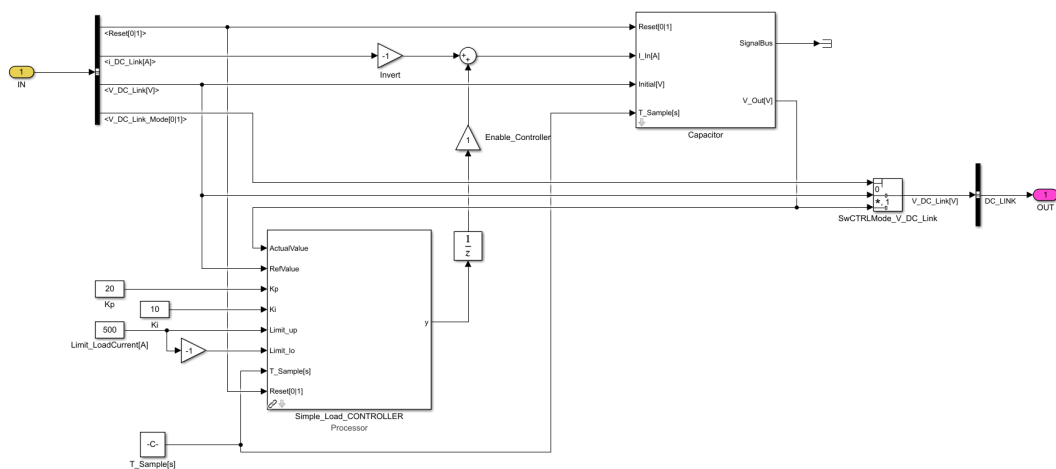 1
IN
<Reset[0|1]>
<i_DC_Link[A]>
<V_DC_Link[V]>
<V_DC_Link_Mode[0|1]>
-1
Invert
+
+
1
Enable_Controller
Reset[0|1]
I_In[A]
Initial[V]
T_Sample[s]
SignalBus
V_Out[V]
Capacitor
0
*, 1
SwCTRLMode_V_DC_Link
V_DC_Link[V]
DC_LINK
1
OUT
1
z
ActualValue
RefValue
Kp
Ki
Limit_up
Limit_lo
T_Sample[s]
Reset[0|1]
y
Simple_Load_CONTROLLER
Processor
20
Kp
10
Ki
500
Limit_LoadCurrent[A]
-1
-C-
T_Sample[s]